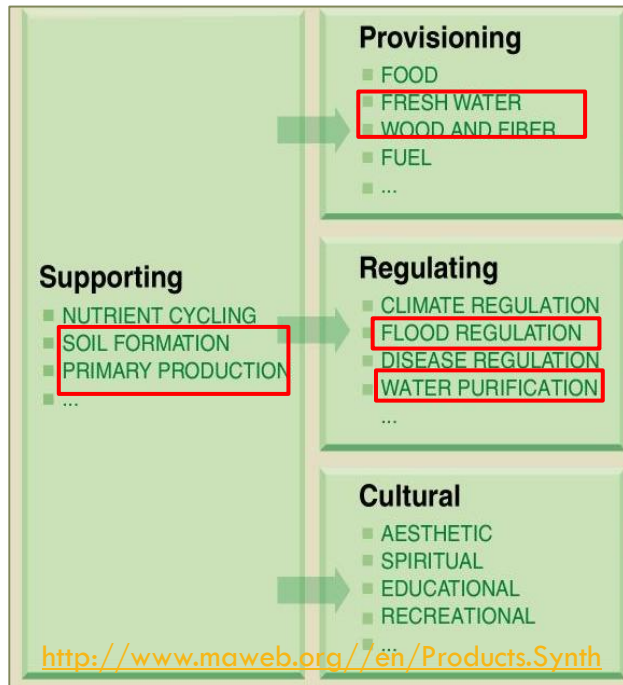 Supporting
NUTRIENT CYCLING
SOIL FORMATION
PRIMARY PRODUCTION
...
Provisioning
FOOD
FRESH WATER
WOOD AND FIBER
FUEL
...
Regulating
CLIMATE REGULATION
FLOOD REGULATION
DISEASE REGULATION
WATER PURIFICATION
...
Cultural
AESTHETIC
SPIRITUAL
EDUCATIONAL
RECREATIONAL
...
http://www.maweb.org//en/Products.Synth